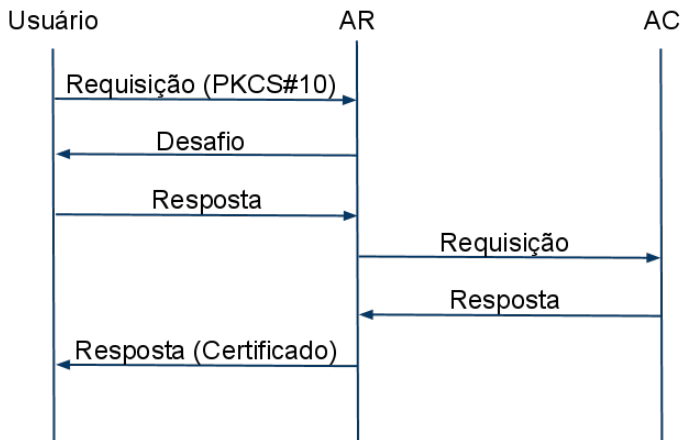 Usuário AR AC
Requisição (PKCS#10)
Desafio
Resposta
Requisição
Resposta
Resposta (Certificado)